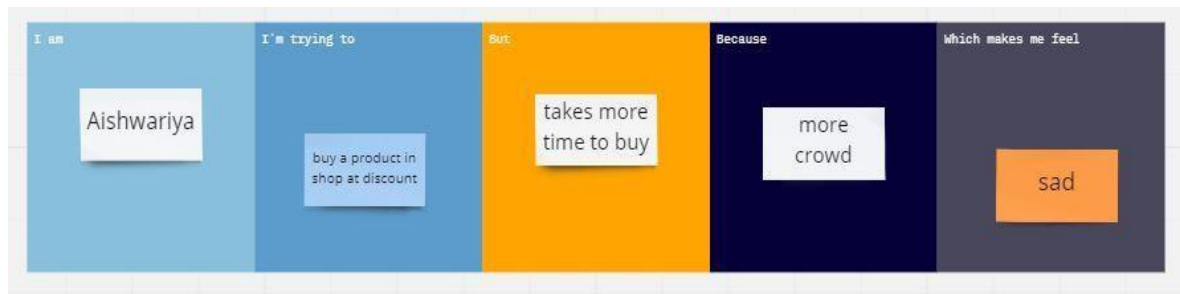 I am
Aishwariya
I'm trying to
buy a product in
shop at discount
But
takes more
time to buy
Because
more
crowd
Which makes me feel
sad